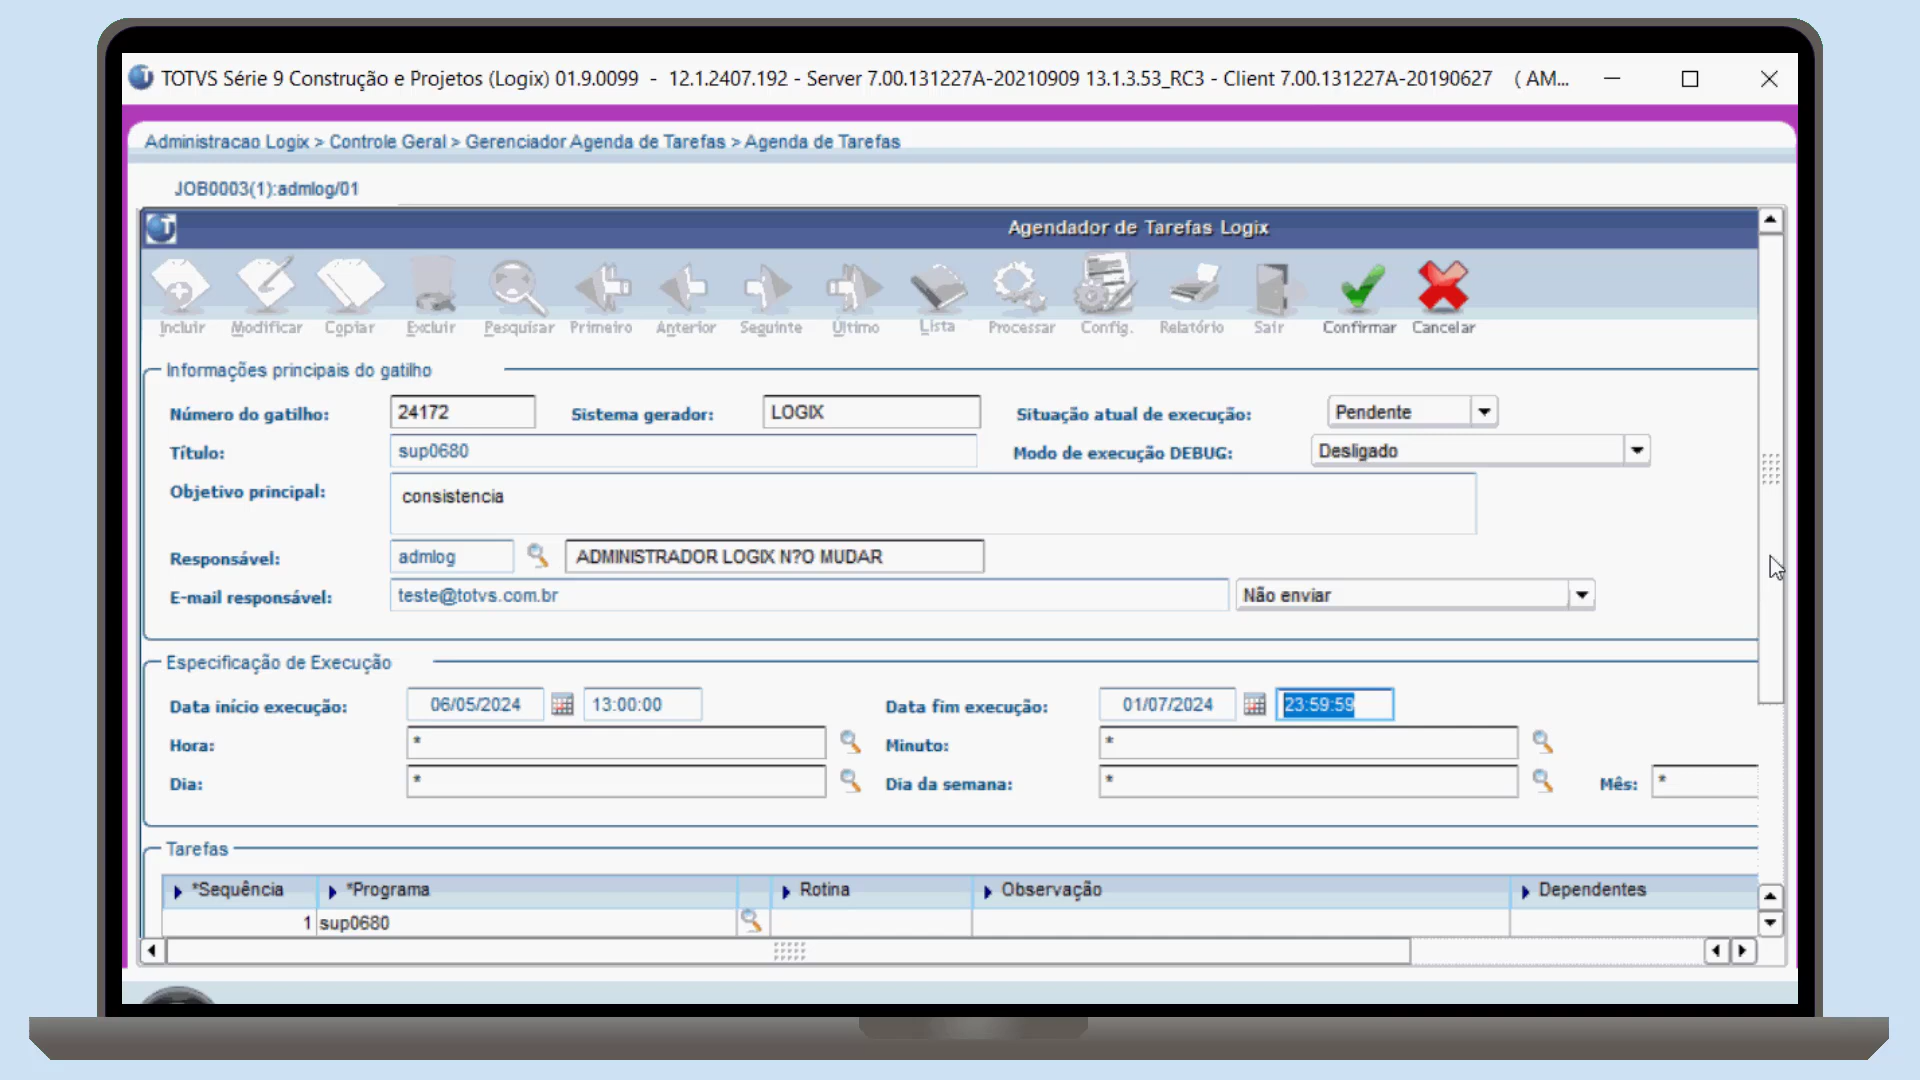 TOTVS Série 9 Construção e Projetos (Logix) 01.9.0099 - 12.1.2407.192 - Server 7.00.131227A-20210909 13.1.3.53_RC3 - Client 7.00.131227A-20190627 ( AM...
Administracao Logix > Controle Geral > Gerenciador Agenda de Tarefas > Agenda de Tarefas
JOB0003(1):admlog/01
Agendador de Tarefas Logix
Incluir Modificar Copiar Excluir Pesquisar Primeiro Anterior Seguinte Último Lista Processar Config. Relatório Sair Confirmar Cancelar
Informações principais do gatilho
Número do gatilho: 24172 Sistema gerador: LOGIX Situação atual de execução: Pendente
Título: sup0680 Modo de execução DEBUG: Desligado
Objetivo principal: consistencia
Responsável: admlog ADMINISTRADOR LOGIX N?O MUDAR
E-mail responsável: teste@totvs.com.br Não enviar
Especificação de Execução
Data início execução: 06/05/2024 13:00:00 Data fim execução: 01/07/2024 23:59:59
Hora: * Minuto: *
Dia: * Dia da semana: * Mês: *
Tarefas
*Sequência *Programa Rotina Observação Dependentes
1 sup0680